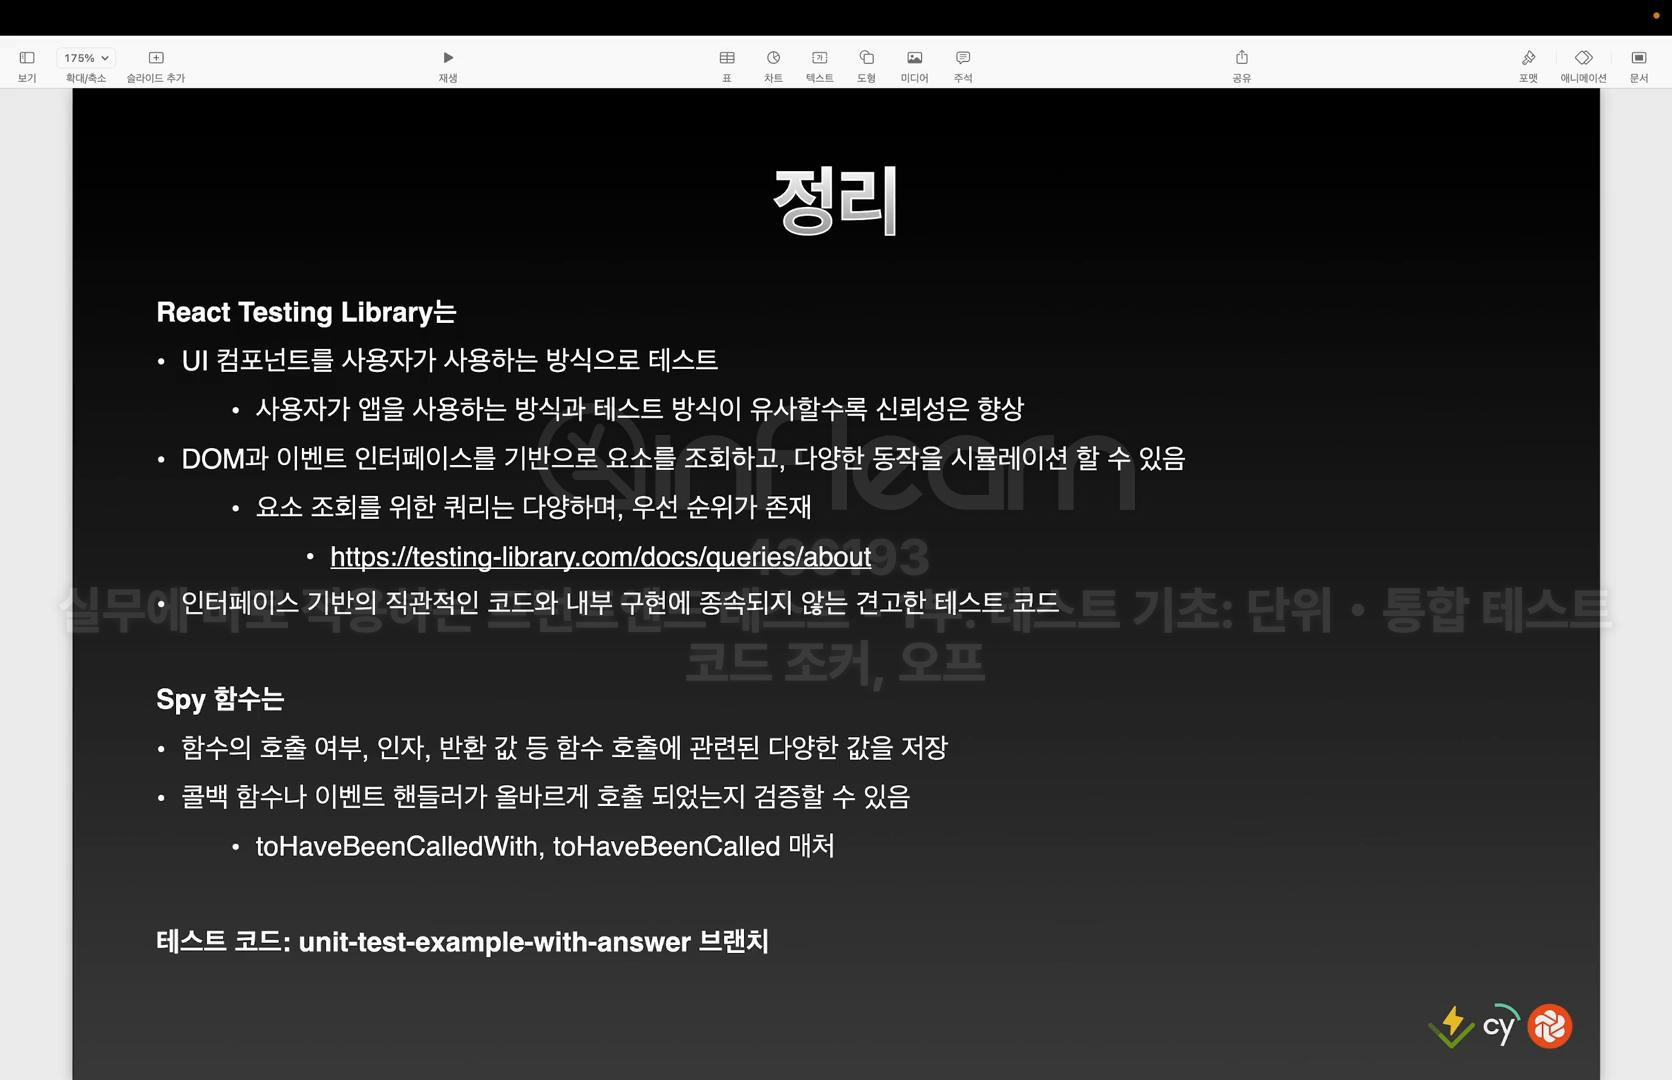 175%
보기
확대/축소
슬라이드 추가
재생
표
차트
텍스트
도형
미디어
주석
공유
포맷
애니메이션
문서
정리
React Testing Library는
• UI 컴포넌트를 사용자가 사용하는 방식으로 테스트
• 사용자가 앱을 사용하는 방식과 테스트 방식이 유사할수록 신뢰성은 향상
• DOM과 이벤트 인터페이스를 기반으로 요소를 조회하고, 다양한 동작을 시뮬레이션 할 수 있음
• 요소 조회를 위한 쿼리는 다양하며, 우선 순위가 존재
• https://testing-library.com/docs/queries/about
• 인터페이스 기반의 직관적인 코드와 내부 구현에 종속되지 않는 견고한 테스트 코드
inflearn
실무에 바로 적용하는 프런트엔드 테스트 - 1부. 테스트 기초: 단위 • 통합 테스트
코드 조커, 오프
Spy 함수는
• 함수의 호출 여부, 인자, 반환 값 등 함수 호출에 관련된 다양한 값을 저장
• 콜백 함수나 이벤트 핸들러가 올바르게 호출 되었는지 검증할 수 있음
• toHaveBeenCalledWith, toHaveBeenCalled 매처
테스트 코드: unit-test-example-with-answer 브랜치
cy